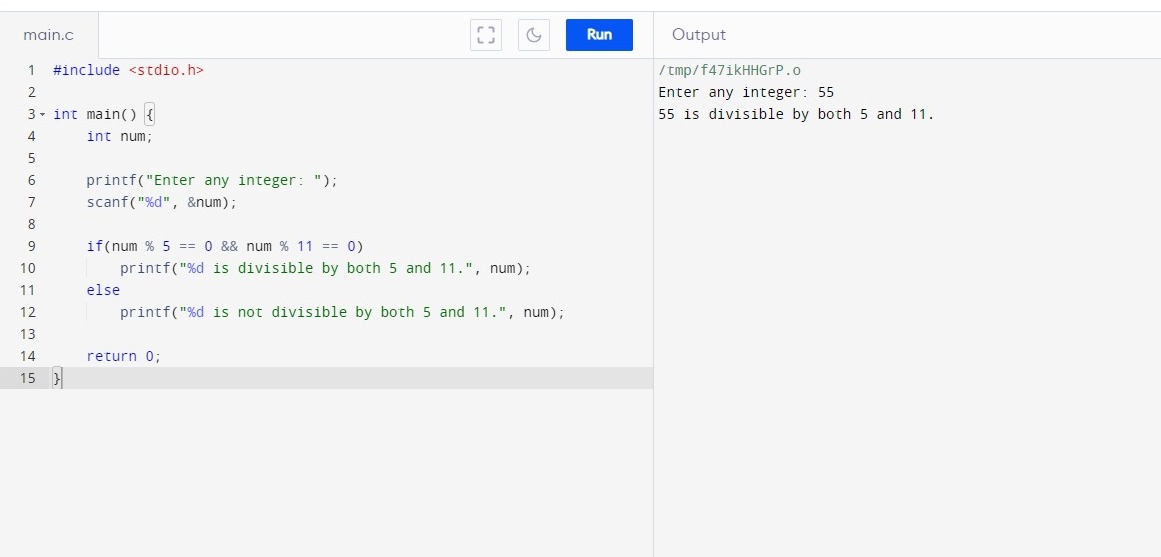 main.c
Run
Output
1 #include <stdio.h>
2
3 int main() {
4     int num;
5
6     printf("Enter any integer: ");
7     scanf("%d", &num);
8
9     if(num % 5 == 0 && num % 11 == 0)
10         printf("%d is divisible by both 5 and 11.", num);
11     else
12         printf("%d is not divisible by both 5 and 11.", num);
13
14     return 0;
15 }
/tmp/f47ikHHGrP.o
Enter any integer: 55
55 is divisible by both 5 and 11.